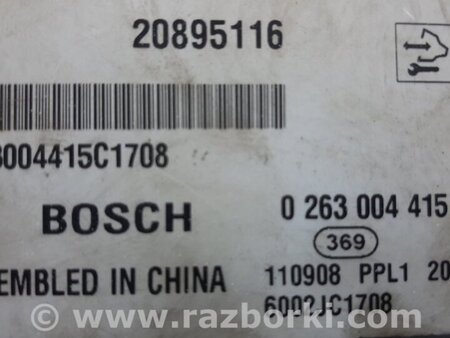 20895116
3004415C1708
BOSCH
0 263 004 415
369
EMBLED IN CHINA
110908 PPL1 20
6002JC1708
www.razborki.com